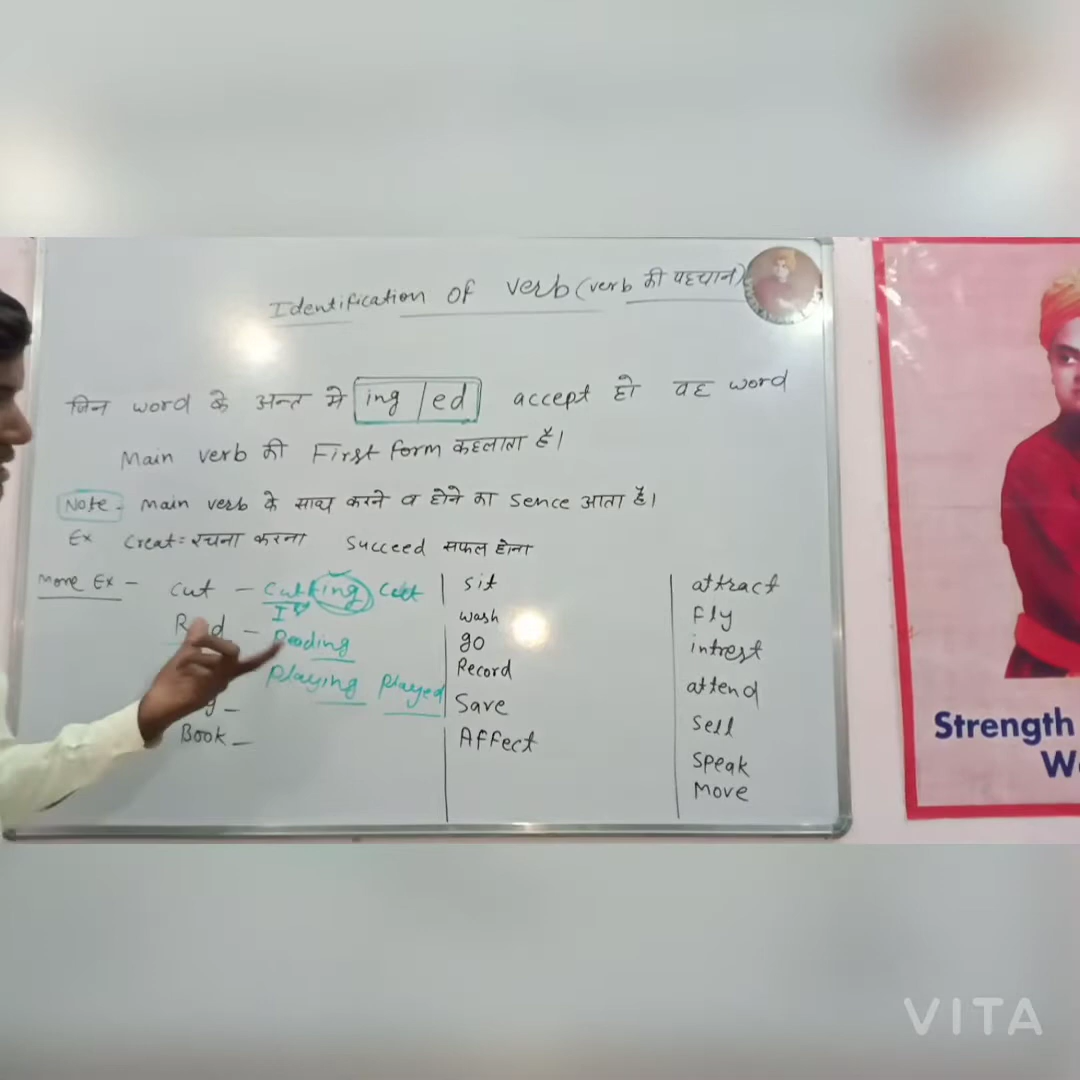 Identification of verb (verb की पहचान)
जिन word के अन्त मे ing/ed accept हो वह word
Main verb की First form कहलाता है।
Note - Main verb के साथ करने व होने का Sence आता है।
Ex Creat = रचना करना Succeed सफल होना
More Ex - Cut - Cutting Cut
I
Read - Reading
Playing Played
Book -
Sit
wash
go
Record
Save
Affect
attract
Fly
intrest
attend
Sell
Speak
Move
Strength
VITA